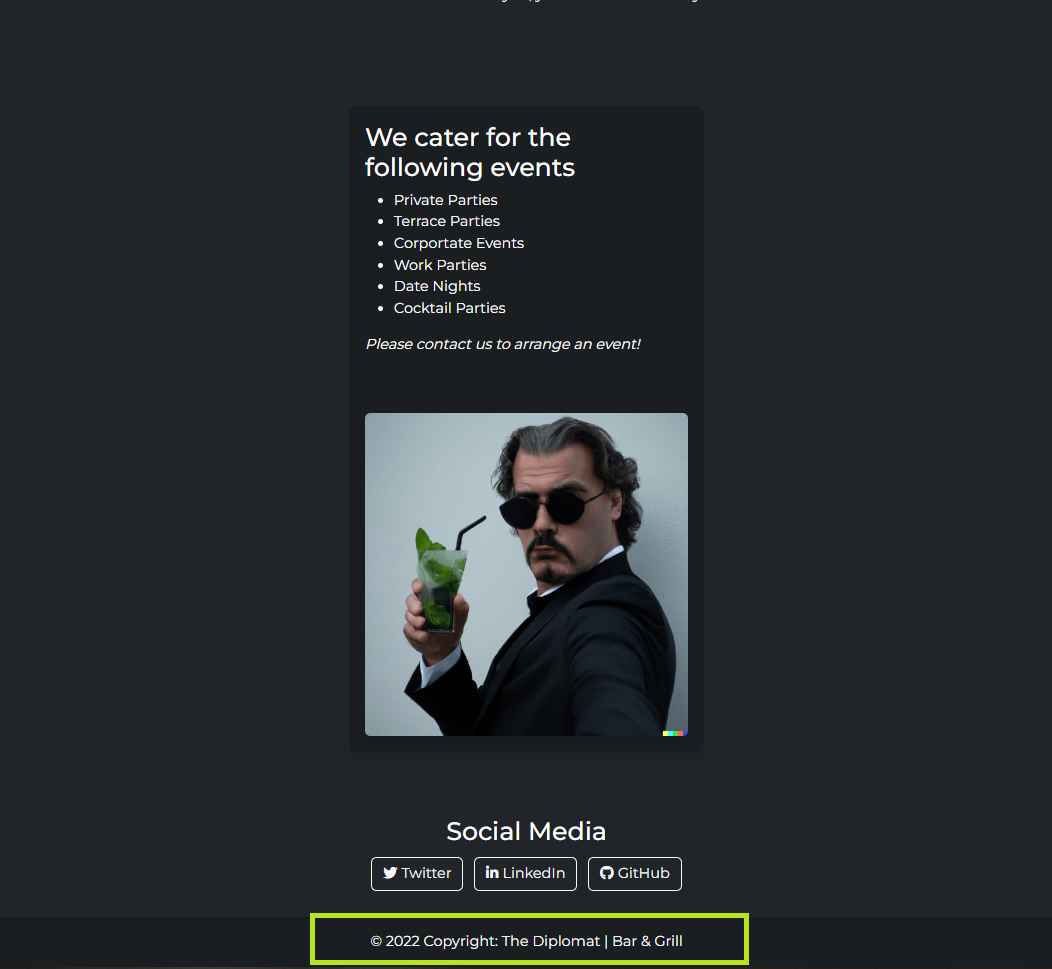 We cater for the
following events
Private Parties
Terrace Parties
Corportate Events
Work Parties
Date Nights
Cocktail Parties
Please contact us to arrange an event!
Social Media
Twitter
LinkedIn
GitHub
© 2022 Copyright: The Diplomat | Bar & Grill